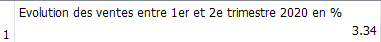 Evolution des ventes entre 1er et 2e trimestre 2020 en %
1 3.34